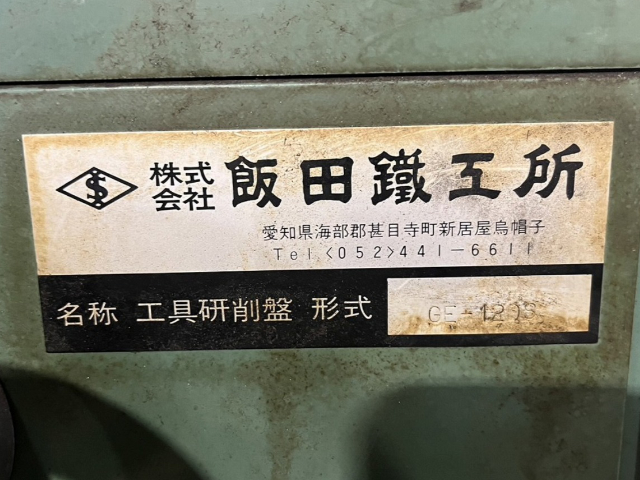 株式会社 飯田鐵工所
愛知県海部郡甚目寺町新居屋烏帽子
Tel〈052〉441-6611
名称 工具研削盤 形式